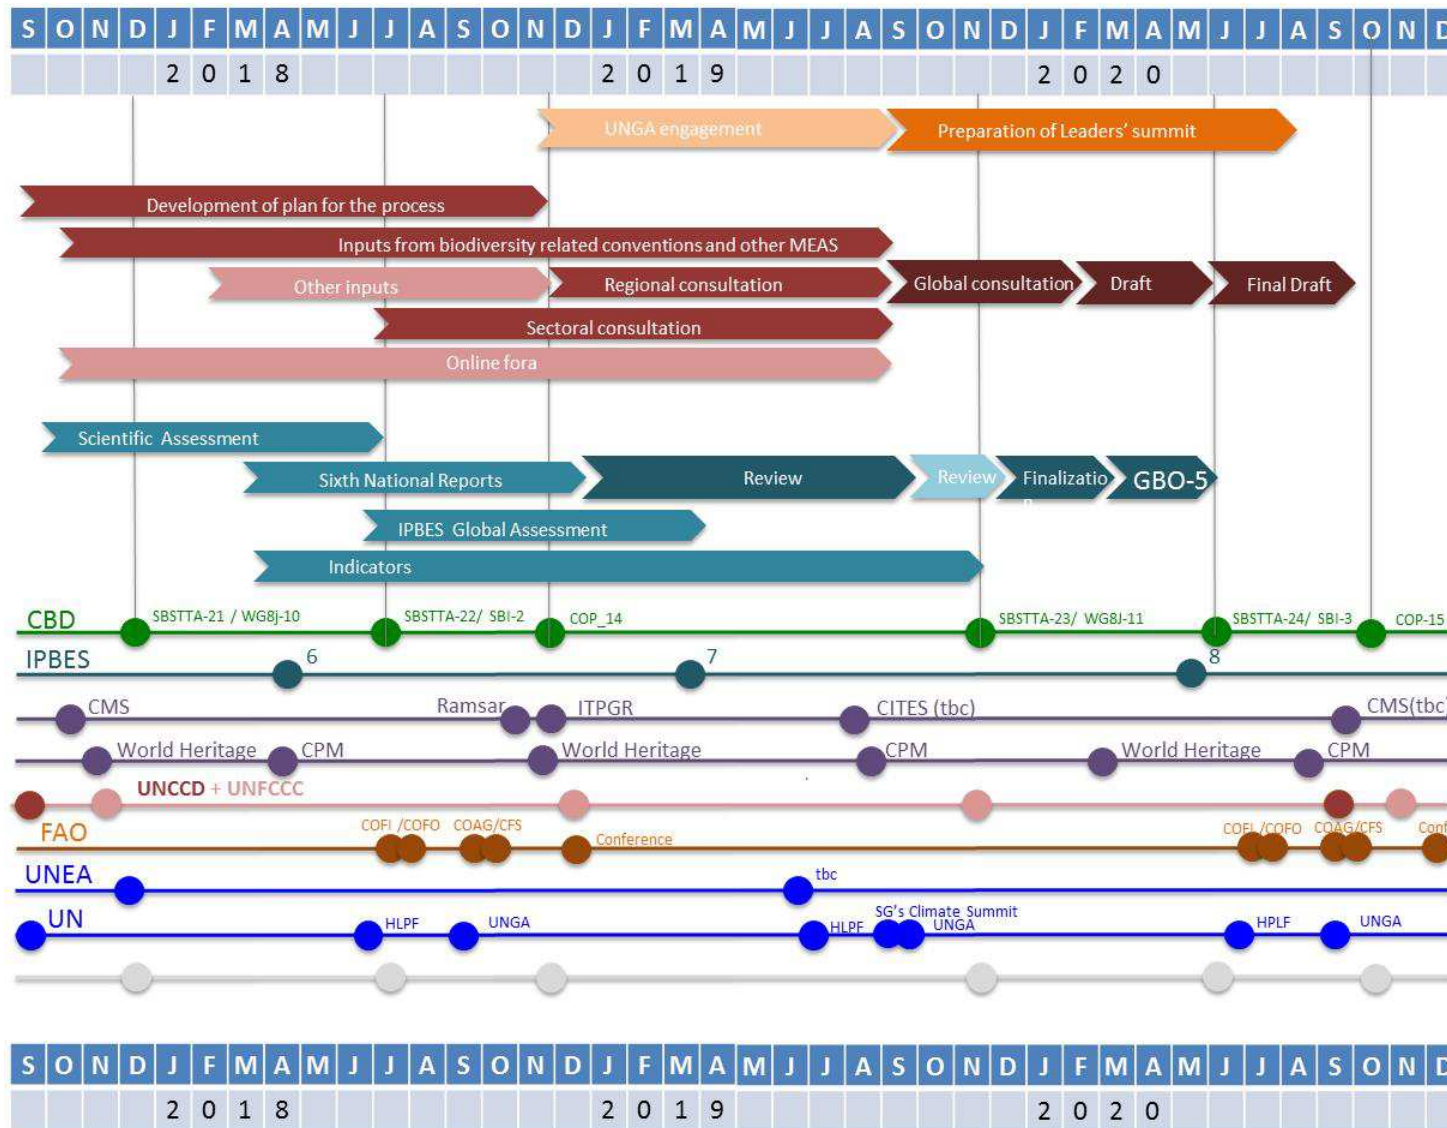 S O N D J F M A M J J A S O N D J F M A M J J A S O N D J F M A M J J A S O N D
2 0 1 8 2 0 1 9 2 0 2 0
UNGA engagement Preparation of Leaders' summit
Development of plan for the process
Inputs from biodiversity related conventions and other MEAS
Other inputs Regional consultation Global consultation Draft Final Draft
Sectoral consultation
Online fora
Scientific Assessment
Sixth National Reports Review Review Finalizatio GBO-5
IPBES Global Assessment
Indicators
CBD SBSTTA-21 / WG8j-10 SBSTTA-22/ SBI-2 COP_14 SBSTTA-23/ WG8J-11 SBSTTA-24/ SBI-3 COP-15
IPBES 6 7 8
CMS Ramsar ITPGR CITES (tbc) CMS(tbc)
World Heritage CPM World Heritage CPM World Heritage CPM
UNCCD + UNFCCC
FAO COFI /COFO COAG/CFS Conference COFI /COFO COAG/CFS Conf
UNEA tbc
SG's Climate Summit
UN HLPF UNGA HLPF UNGA HPLF UNGA
S O N D J F M A M J J A S O N D J F M A M J J A S O N D J F M A M J J A S O N D
2 0 1 8 2 0 1 9 2 0 2 0